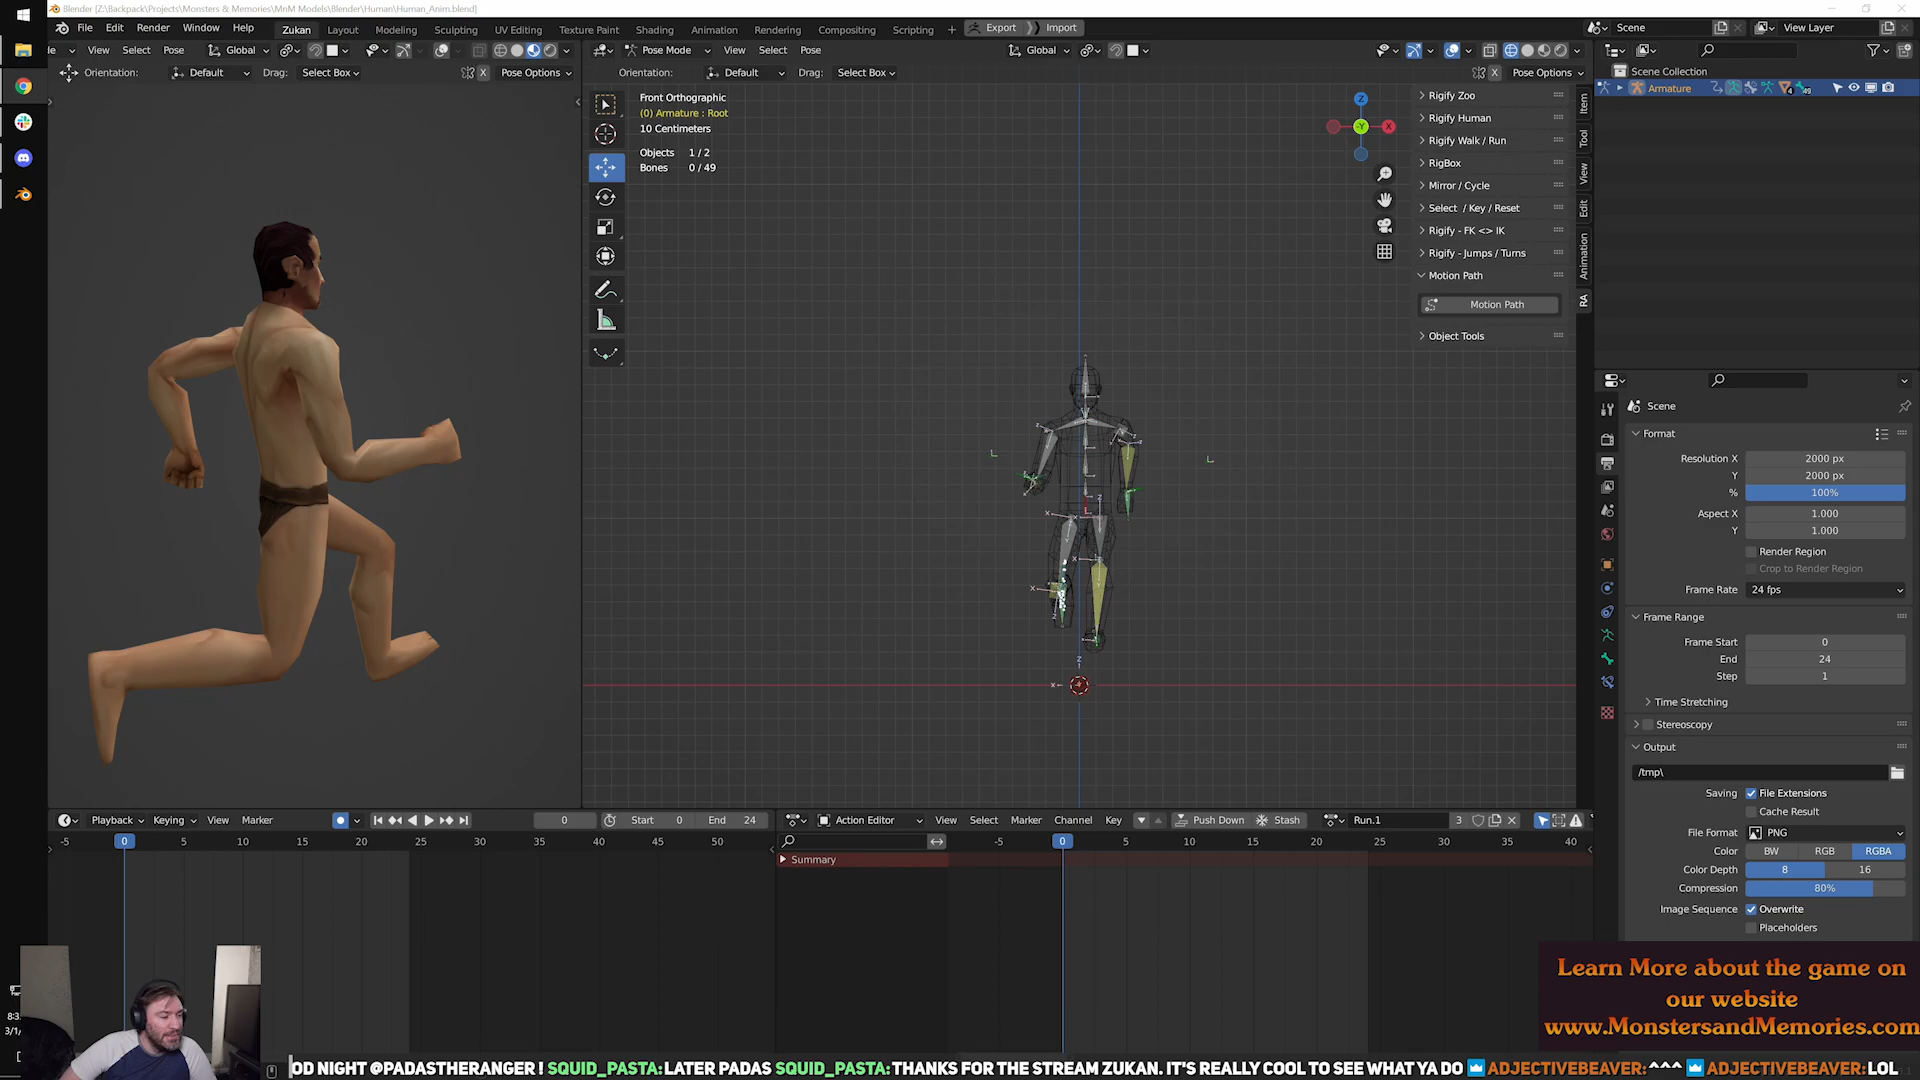 Blender [Z:\Backpack\Projects\Monsters & Memories\MnM Models\Blender\Human\Human_Anim.blend]
File Edit Render Window Help Zukan Layout Modeling Sculpting UV Editing Texture Paint Shading Animation Rendering Compositing Scripting + Export Import Scene View Layer
View Select Pose Global
Pose Mode View Select Pose Global
Orientation: Default Drag: Select Box X Pose Options
Orientation: Default Drag: Select Box X Pose Options
Front Orthographic
(0) Armature : Root
10 Centimeters
Objects 1 / 2
Bones 0 / 49
Rigify Zoo
Rigify Human
Rigify Walk / Run
RigBox
Mirror / Cycle
Select / Key / Reset
Rigify - FK <> IK
Rigify - Jumps / Turns
Motion Path
Motion Path
Object Tools
Item
Tool
View
Edit
Animation
RA
Scene Collection
Armature
Scene
Format
Resolution X 2000 px
Y 2000 px
% 100%
Aspect X 1.000
Y 1.000
Render Region
Crop to Render Region
Frame Rate 24 fps
Frame Range
Frame Start 0
End 24
Step 1
Time Stretching
Stereoscopy
Output
/tmp\
Saving File Extensions
Cache Result
File Format PNG
Color BW RGB RGBA
Color Depth 8 16
Compression 80%
Image Sequence Overwrite
Placeholders
Playback Keying View Marker 0 Start 0 End 24
-5 0 5 10 15 20 25 30 35 40 45 50
Action Editor View Select Marker Channel Key Push Down Stash Run.1 3
-5 0 5 10 15 20 25 30 35 40
Summary
Learn More about the game on
our website
www.MonstersandMemories.com
OD NIGHT @PADASTHERANGER ! SQUID_PASTA: LATER PADAS SQUID_PASTA: THANKS FOR THE STREAM ZUKAN. IT'S REALLY COOL TO SEE WHAT YA DO ADJECTIVEBEAVER: ^^^ ADJECTIVEBEAVER: LOL